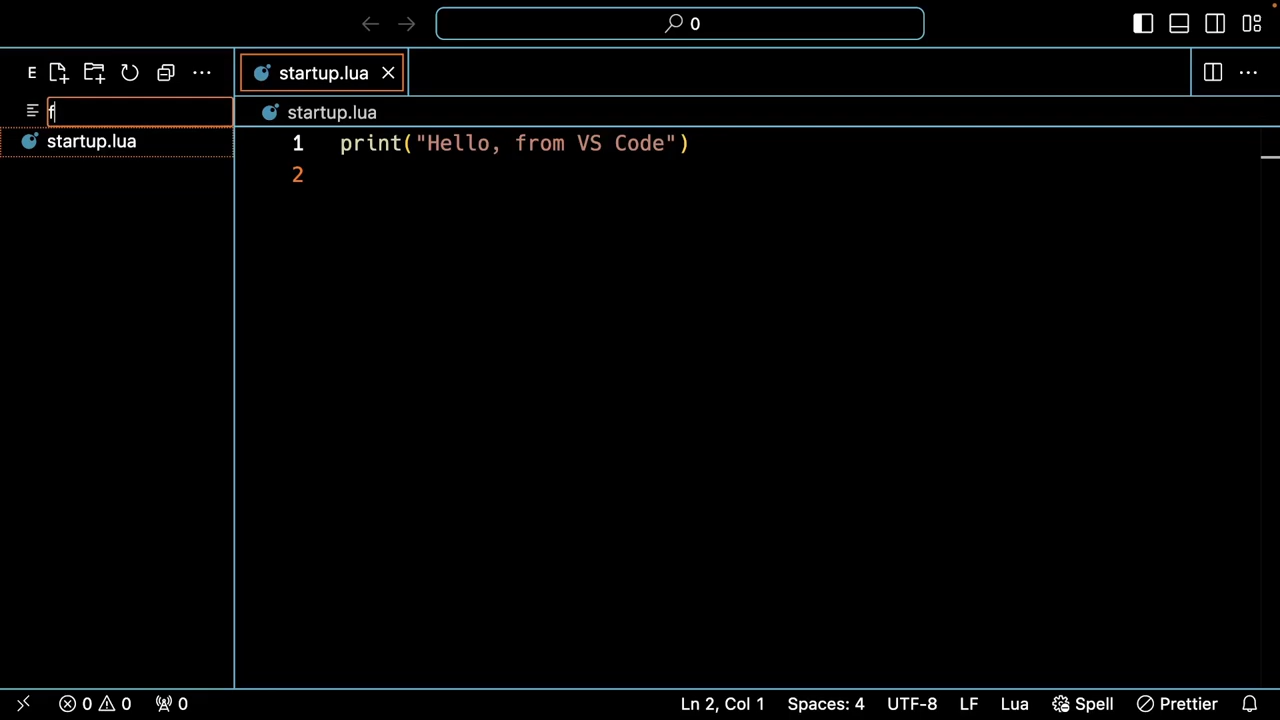 0
E
startup.lua
f
startup.lua
startup.lua
1 print("Hello, from VS Code")
2
0 0 0
Ln 2, Col 1 Spaces: 4 UTF-8 LF Lua Spell Prettier